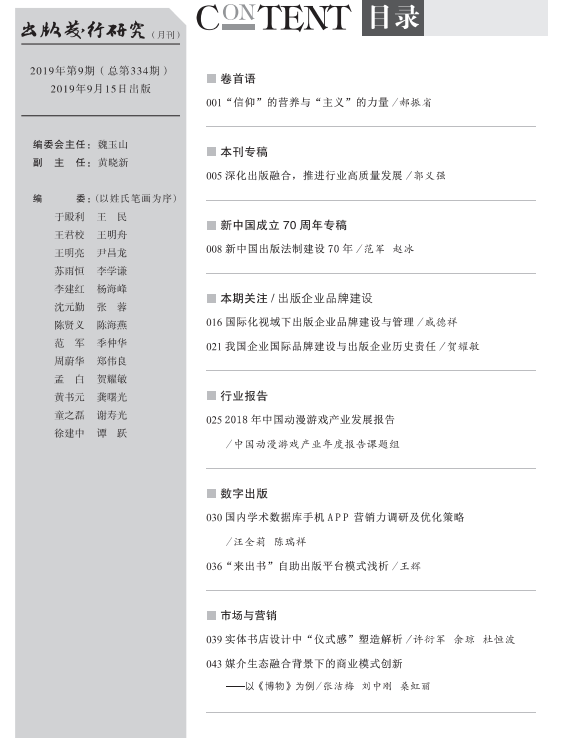 出版发行研究（月刊）
2019年第9期（总第334期）
2019年9月15日出版
编委会主任：魏玉山
副 主 任：黄晓新
编 委：（以姓氏笔画为序）
于殿利 王 民
王君校 王明舟
王明亮 尹昌龙
苏雨恒 李学谦
李建红 杨海峰
沈元勤 张 蓉
陈贤义 陈海燕
范 军 季仲华
周蔚华 郑伟良
孟 白 贺耀敏
黄书元 龚曙光
童之磊 谢寿光
徐建中 谭 跃
CONTENT 目录
卷首语
001“信仰”的营养与“主义”的力量/郝振省
本刊专稿
005 深化出版融合，推进行业高质量发展/郭义强
新中国成立 70 周年专稿
008 新中国出版法制建设 70 年/范军 赵冰
本期关注 / 出版企业品牌建设
016 国际化视域下出版企业品牌建设与管理/戚德祥
021 我国企业国际品牌建设与出版企业历史责任/贺耀敏
行业报告
025 2018 年中国动漫游戏产业发展报告
/中国动漫游戏产业年度报告课题组
数字出版
030 国内学术数据库手机 APP 营销力调研及优化策略
/汪全莉 陈瑞祥
036“来出书”自助出版平台模式浅析/王辉
市场与营销
039 实体书店设计中“仪式感”塑造解析/许衍军 余琼 杜恒波
043 媒介生态融合背景下的商业模式创新
——以《博物》为例/张洁梅 刘中刚 桑虹丽